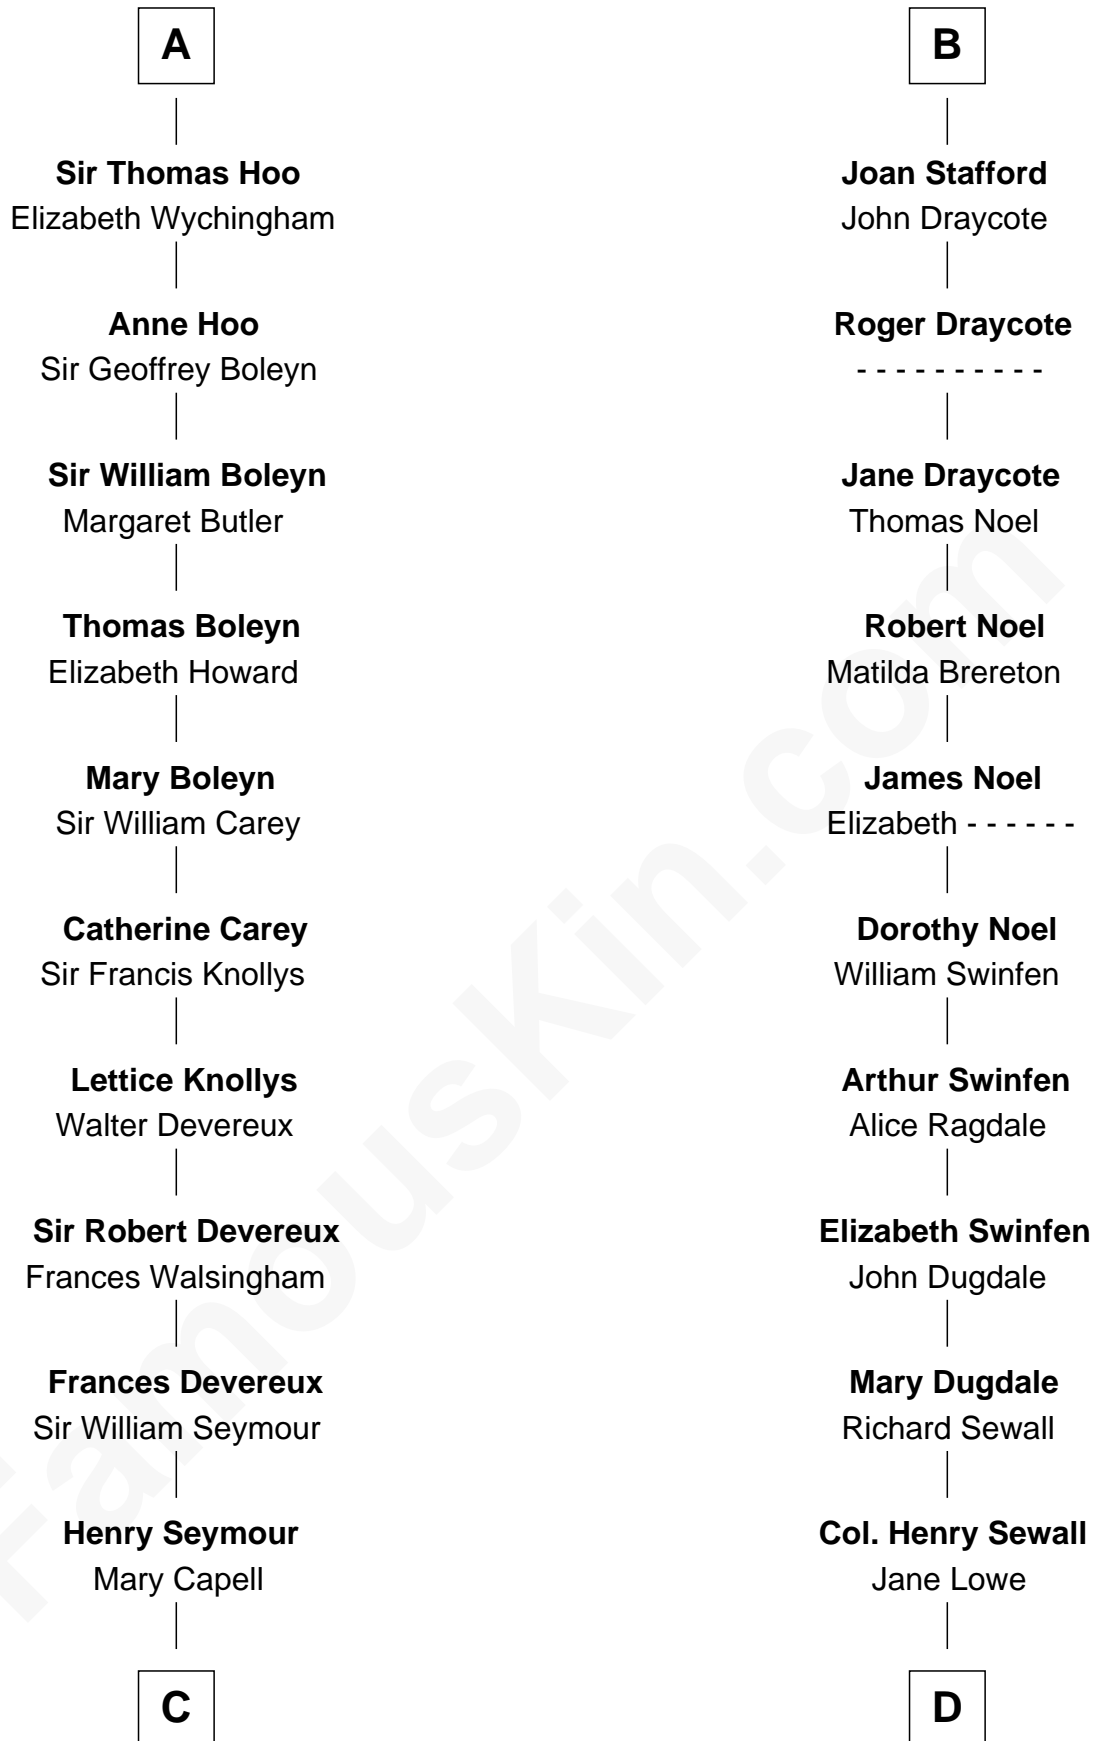 A
Sir Thomas Hoo
Elizabeth Wychingham
Anne Hoo
Sir Geoffrey Boleyn
Sir William Boleyn
Margaret Butler
Thomas Boleyn
Elizabeth Howard
Mary Boleyn
Sir William Carey
Catherine Carey
Sir Francis Knollys
Lettice Knollys
Walter Devereux
Sir Robert Devereux
Frances Walsingham
Frances Devereux
Sir William Seymour
Henry Seymour
Mary Capell
C
B
Joan Stafford
John Draycote
Roger Draycote
- - - - - - - - - -
Jane Draycote
Thomas Noel
Robert Noel
Matilda Brereton
James Noel
Elizabeth - - - - - -
Dorothy Noel
William Swinfen
Arthur Swinfen
Alice Ragdale
Elizabeth Swinfen
John Dugdale
Mary Dugdale
Richard Sewall
Col. Henry Sewall
Jane Lowe
D
FamousKin.com